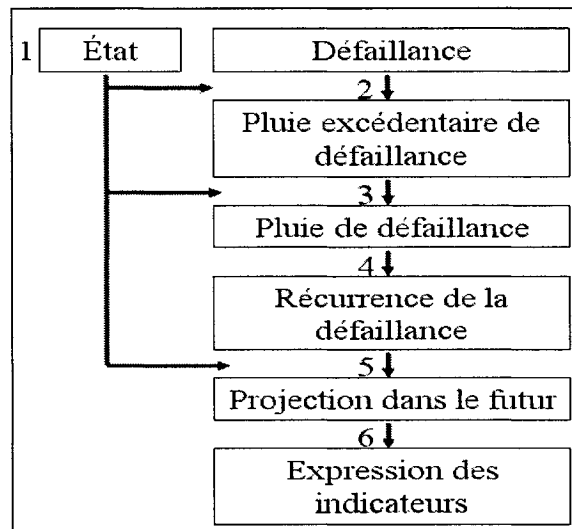 1 État Défaillance
2
Pluie excédentaire de
défaillance
3
Pluie de défaillance
4
Récurrence de la
défaillance
5
Projection dans le futur
6
Expression des
indicateurs